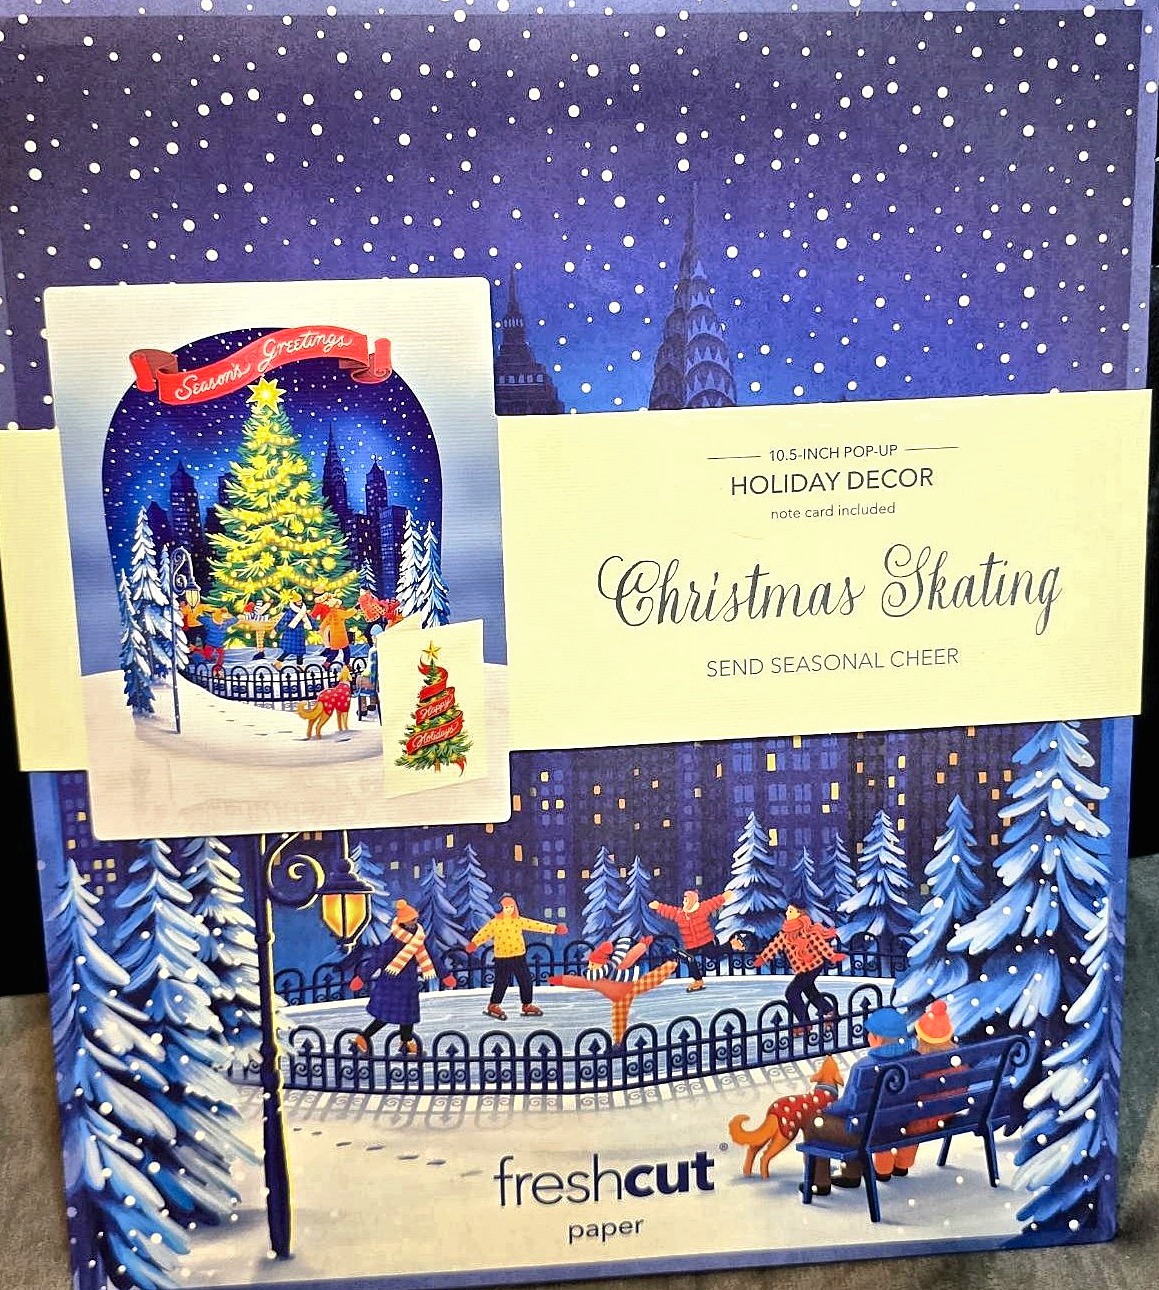 Season's Greetings
Happy
Holidays
10.5-INCH POP-UP
HOLIDAY DECOR
note card included
Christmas Skating
SEND SEASONAL CHEER
freshcut®
paper